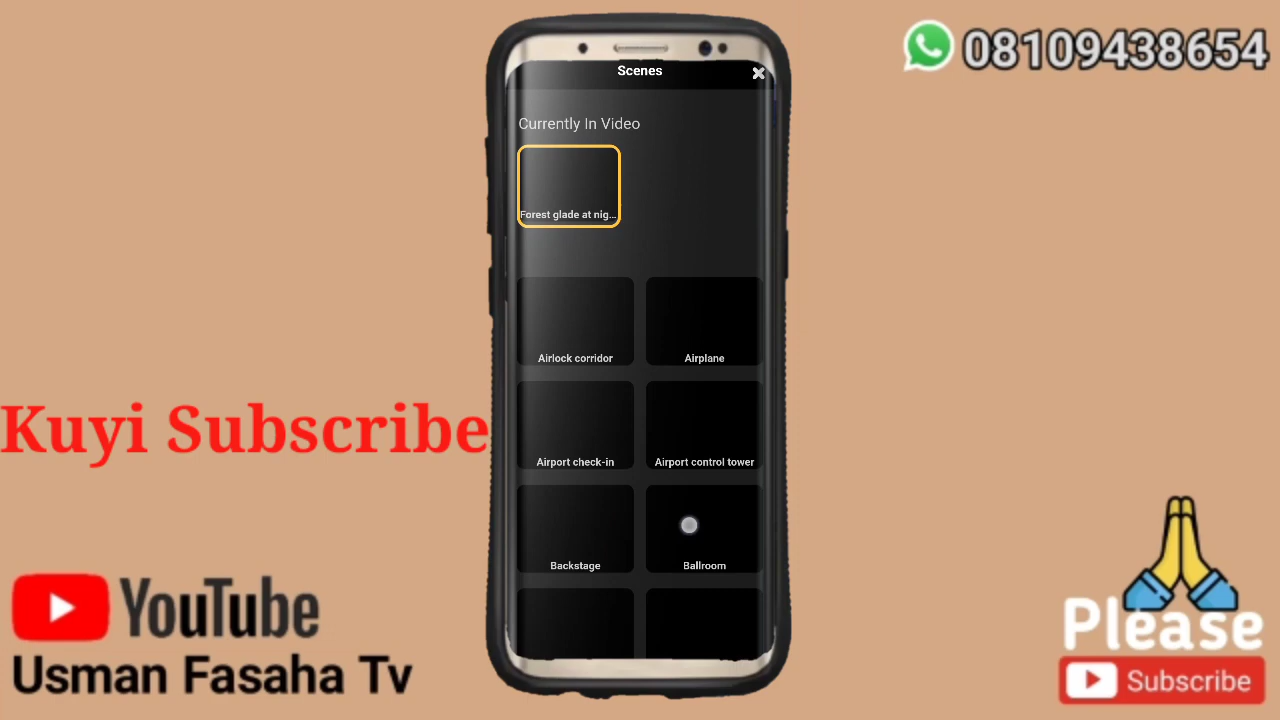 Scenes
08109438654
Currently In Video
Forest glade at nig...
Airlock corridor
Airplane
Kuyi Subscribe
Airport check-in
Airport control tower
Backstage
Ballroom
YouTube
Usman Fasaha Tv
Please
Subscribe